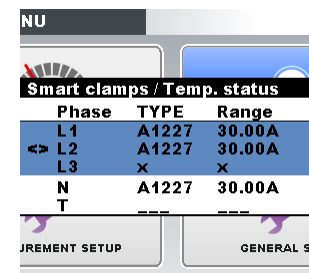 NU
Smart clamps / Temp. status
Phase TYPE Range
L1 A1227 30.00A
<> L2 A1227 30.00A
L3 x x
N A1227 30.00A
T ___ ___
UREMENT SETUP GENERAL S